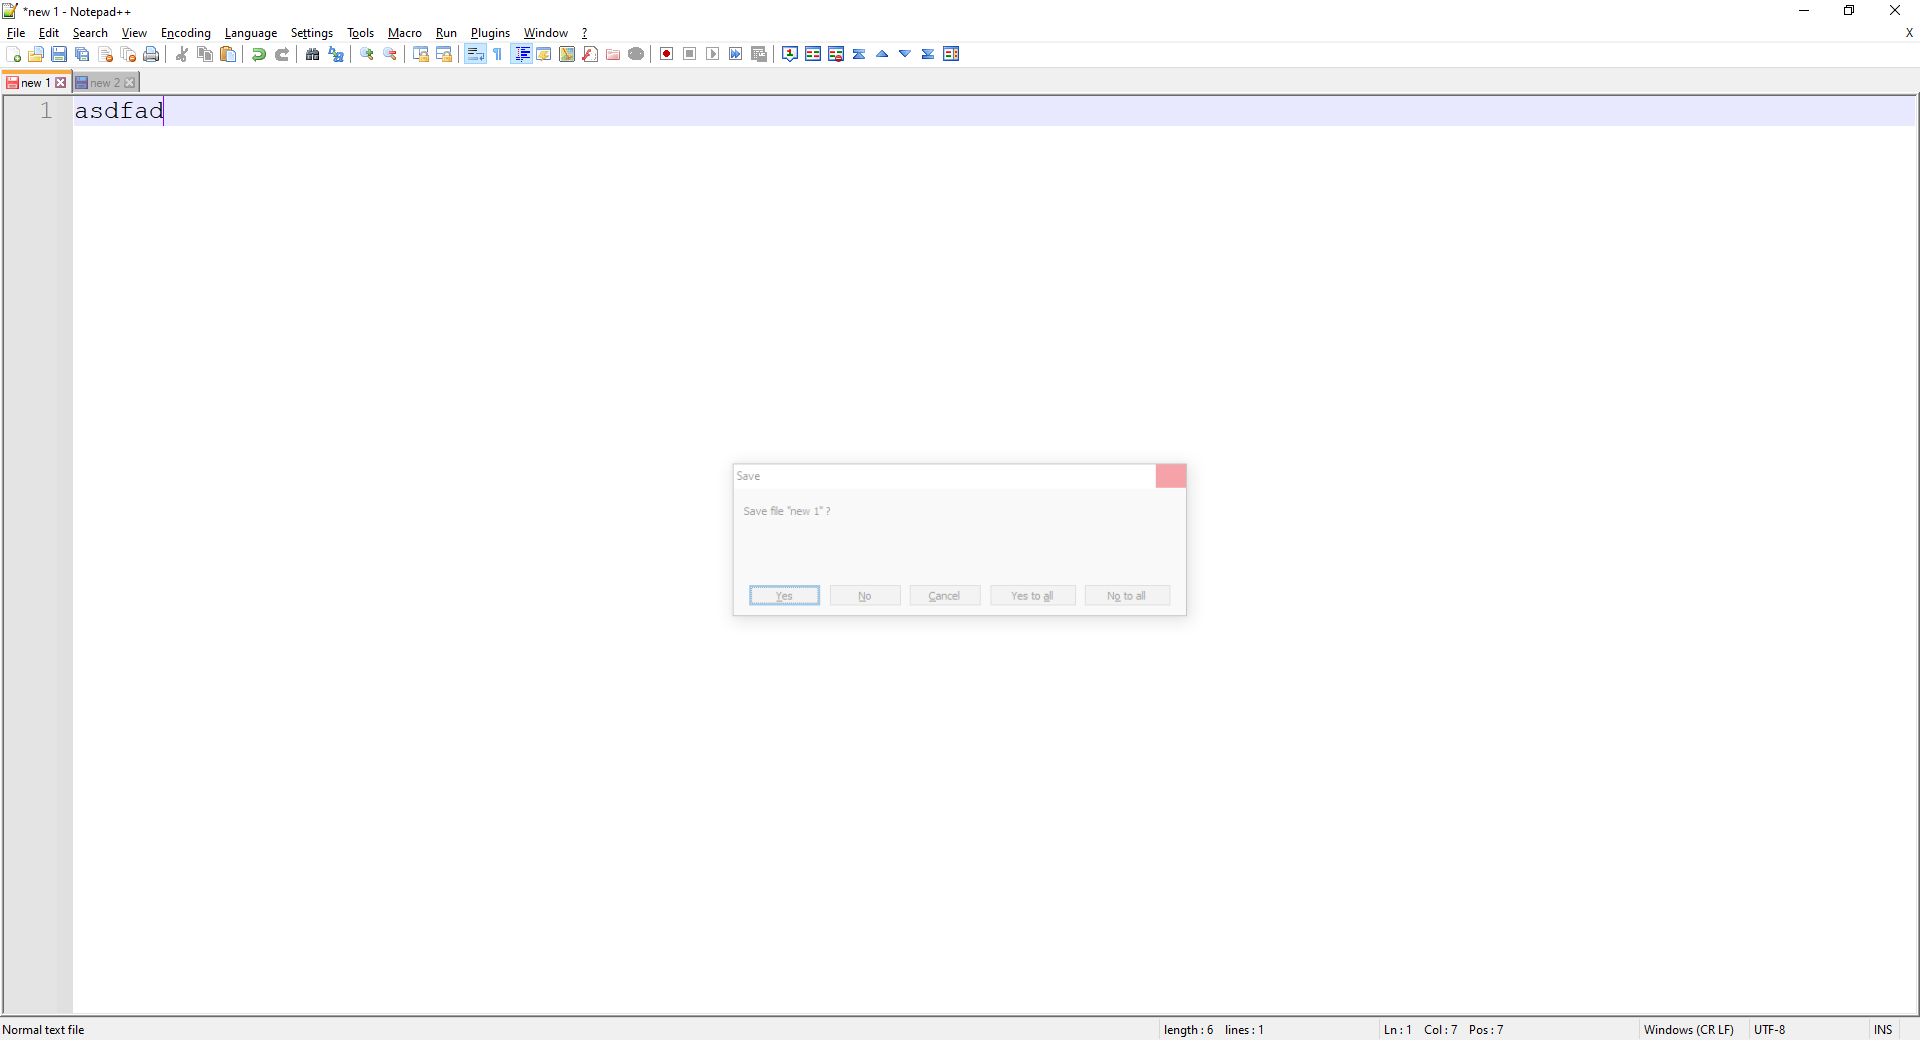 *new 1 - Notepad++
File Edit Search View Encoding Language Settings Tools Macro Run Plugins Window ? X
new 1 new 2
1 asdfad
Save
Save file "new 1" ?
Yes No Cancel Yes to all No to all
Normal text file length : 6 lines : 1 Ln : 1 Col : 7 Pos : 7 Windows (CR LF) UTF-8 INS